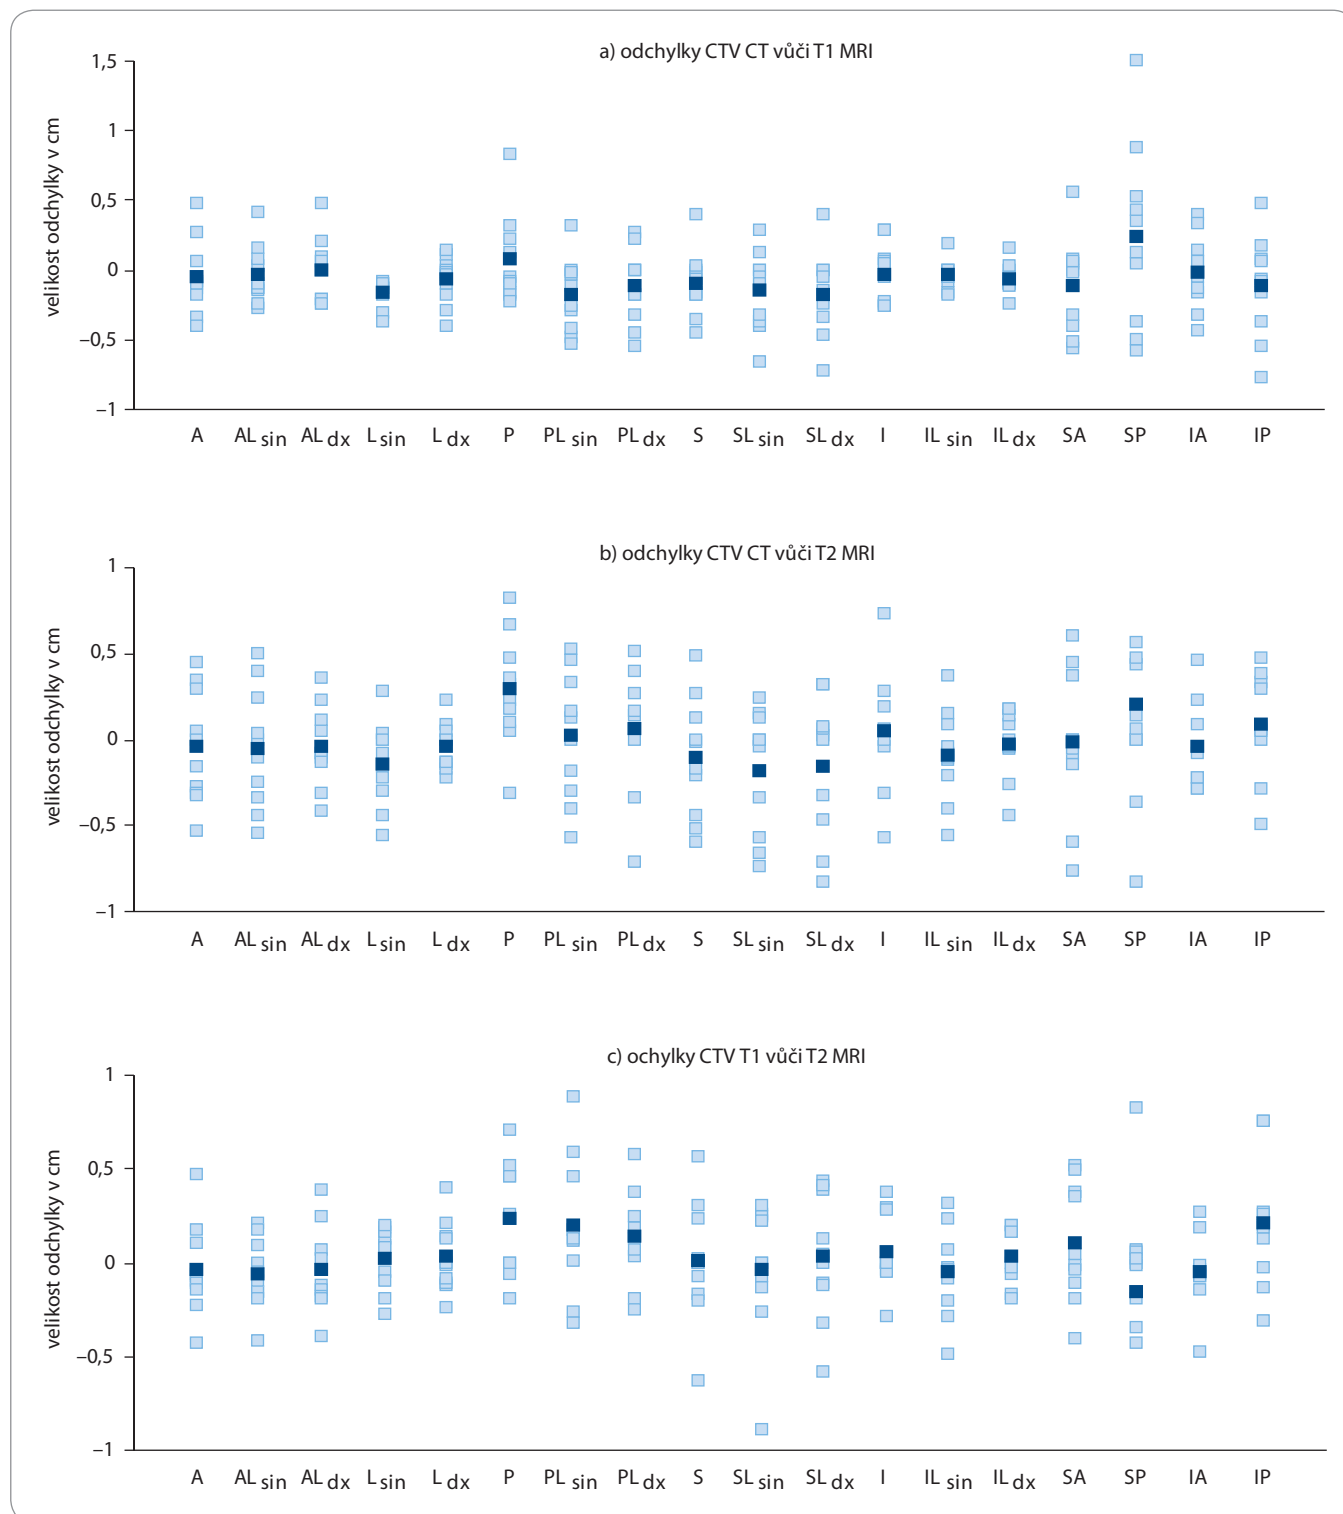 a) odchylky CTV CT vůči T1 MRI
velikost odchylky v cm
1,5
1
0,5
0
–0,5
–1
A AL sin AL dx L sin L dx P PL sin PL dx S SL sin SL dx I IL sin IL dx SA SP IA IP
b) odchylky CTV CT vůči T2 MRI
velikost odchylky v cm
1
0,5
0
–0,5
–1
A AL sin AL dx L sin L dx P PL sin PL dx S SL sin SL dx I IL sin IL dx SA SP IA IP
c) ochylky CTV T1 vůči T2 MRI
velikost odchylky v cm
1
0,5
0
–0,5
–1
A AL sin AL dx L sin L dx P PL sin PL dx S SL sin SL dx I IL sin IL dx SA SP IA IP